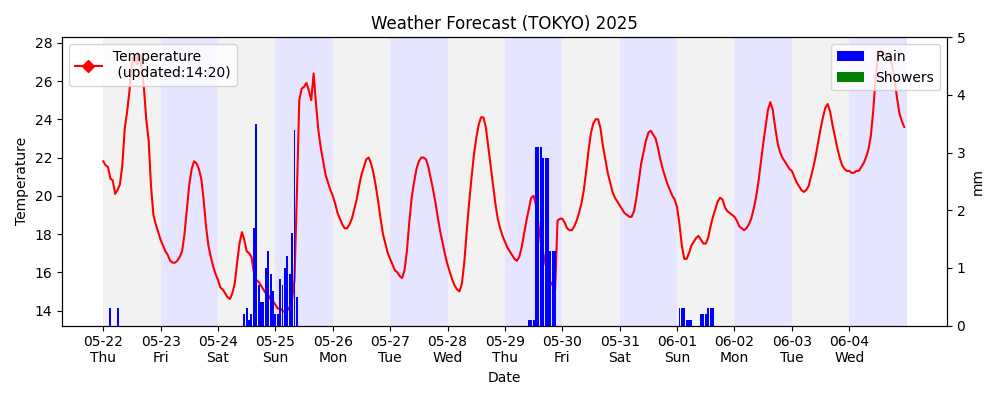 Weather Forecast (TOKYO) 2025
Temperature
(updated:14:20)
Rain
Showers
28
26
24
22
20
18
16
14
Temperature
5
4
3
2
1
0
mm
05-22 05-23 05-24 05-25 05-26 05-27 05-28 05-29 05-30 05-31 06-01 06-02 06-03 06-04
Thu Fri Sat Sun Mon Tue Wed Thu Fri Sat Sun Mon Tue Wed
Date